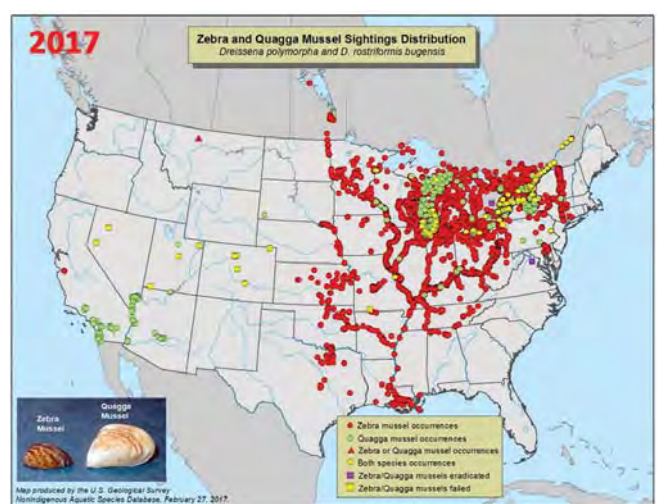 2017
Zebra and Quagga Mussel Sightings Distribution
Dreissena polymorpha and D. rostriformis bugensis
Zebra
Mussel
Quagga
Mussel
Zebra mussel occurrences
Quagga mussel occurrences
Zebra or Quagga mussel occurrences
Both species occurrences
Zebra/Quagga mussels eradicated
Zebra/Quagga mussels failed
Map produced by the U.S. Geological Survey
Nonindigenous Aquatic Species Database, February 27, 2017.